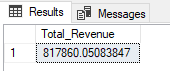 Results Messages
Total_Revenue
1 817860.05083847